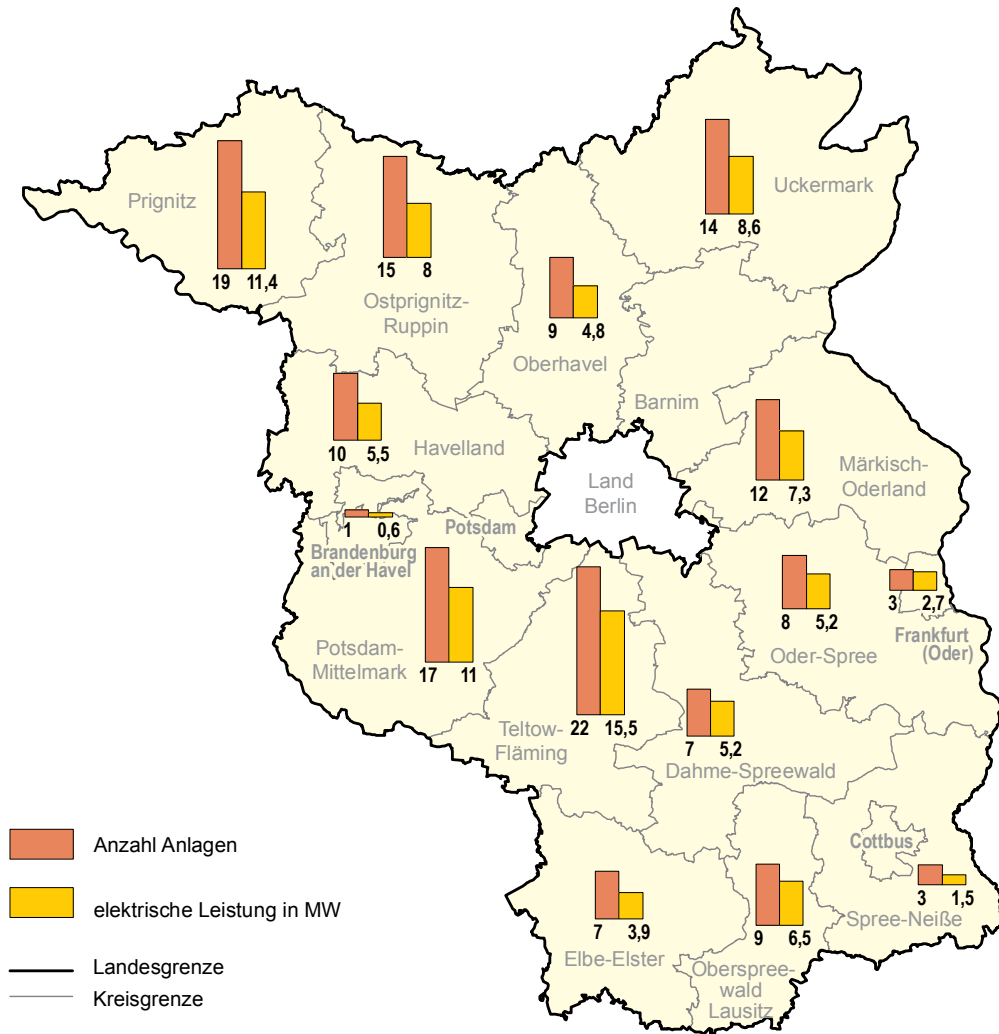 Prignitz
19 11,4
15 8
Ostprignitz-
Ruppin
9 4,8
Oberhavel
14 8,6
Uckermark
Barnim
10 5,5
Havelland
12 7,3
Märkisch-
Oderland
Land
Berlin
1 0,6
Brandenburg
an der Havel
Potsdam
17 11
Potsdam-
Mittelmark
22 15,5
Teltow-
Fläming
7 5,2
Dahme-Spreewald
8 5,2
Oder-Spree
3 2,7
Frankfurt
(Oder)
Cottbus
3 1,5
Spree-Neiße
7 3,9
Elbe-Elster
9 6,5
Oberspree-
wald
Lausitz
Anzahl Anlagen
elektrische Leistung in MW
Landesgrenze
Kreisgrenze